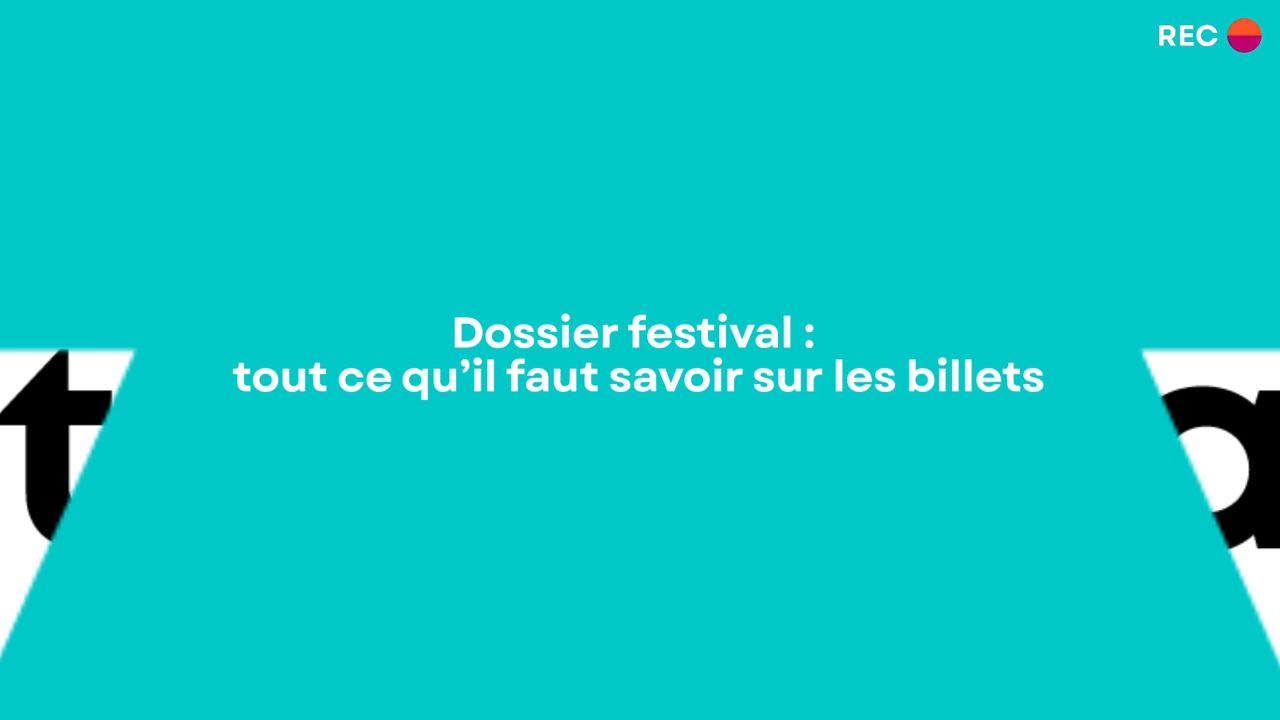 REC
Dossier festival :
tout ce qu’il faut savoir sur les billets
t
a